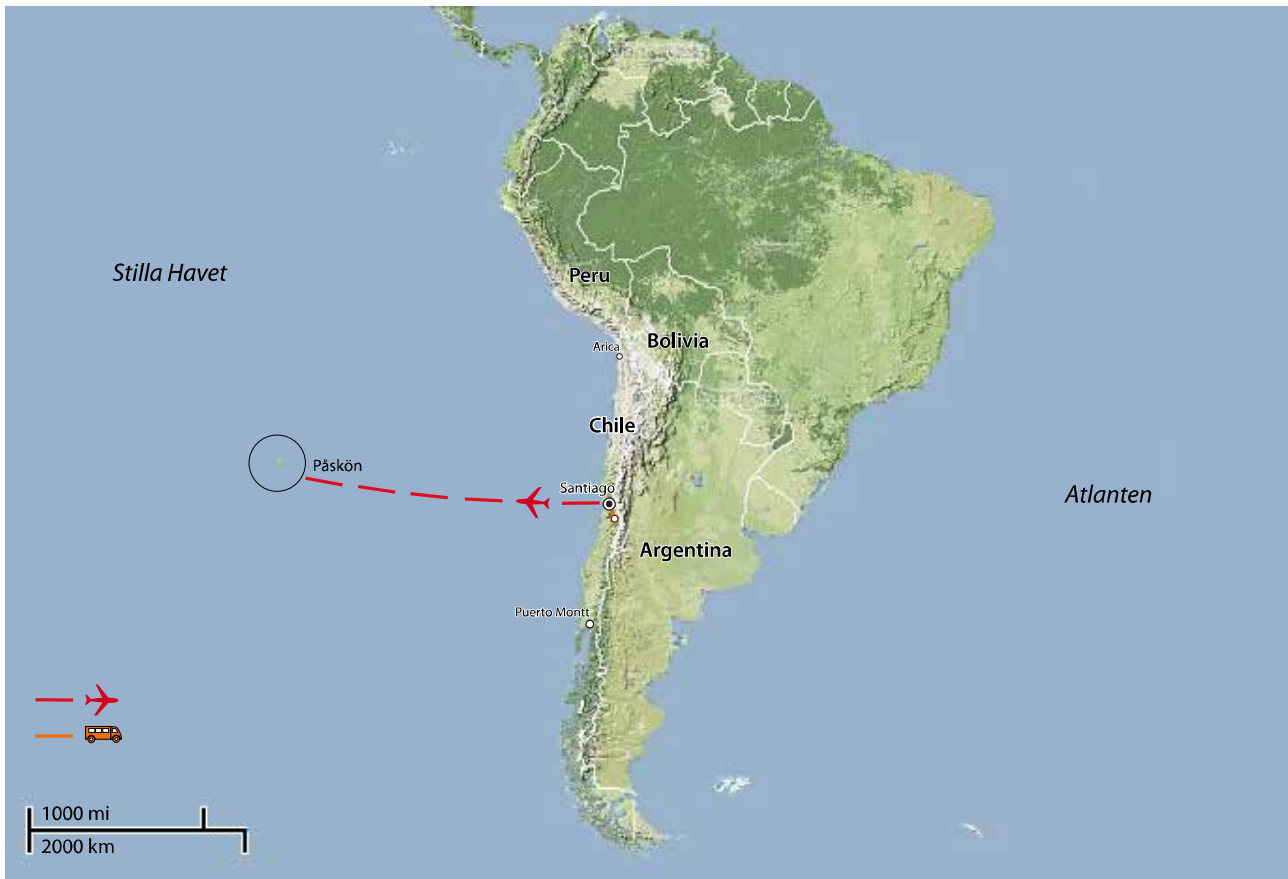 Stilla Havet
Peru
Bolivia
Arica
Chile
Påskön
Santiago
Atlanten
Argentina
Puerto Montt
1000 mi
2000 km